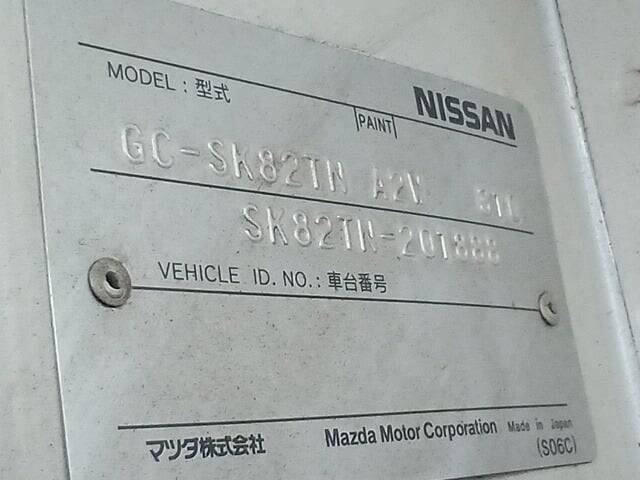 NISSAN
MODEL : 型式
PAINT
GC-SK82TN A2W
SK82TN-201888
VEHICLE ID. NO. : 車台番号
マツダ株式会社 Mazda Motor Corporation Made in Japan
(S06C)